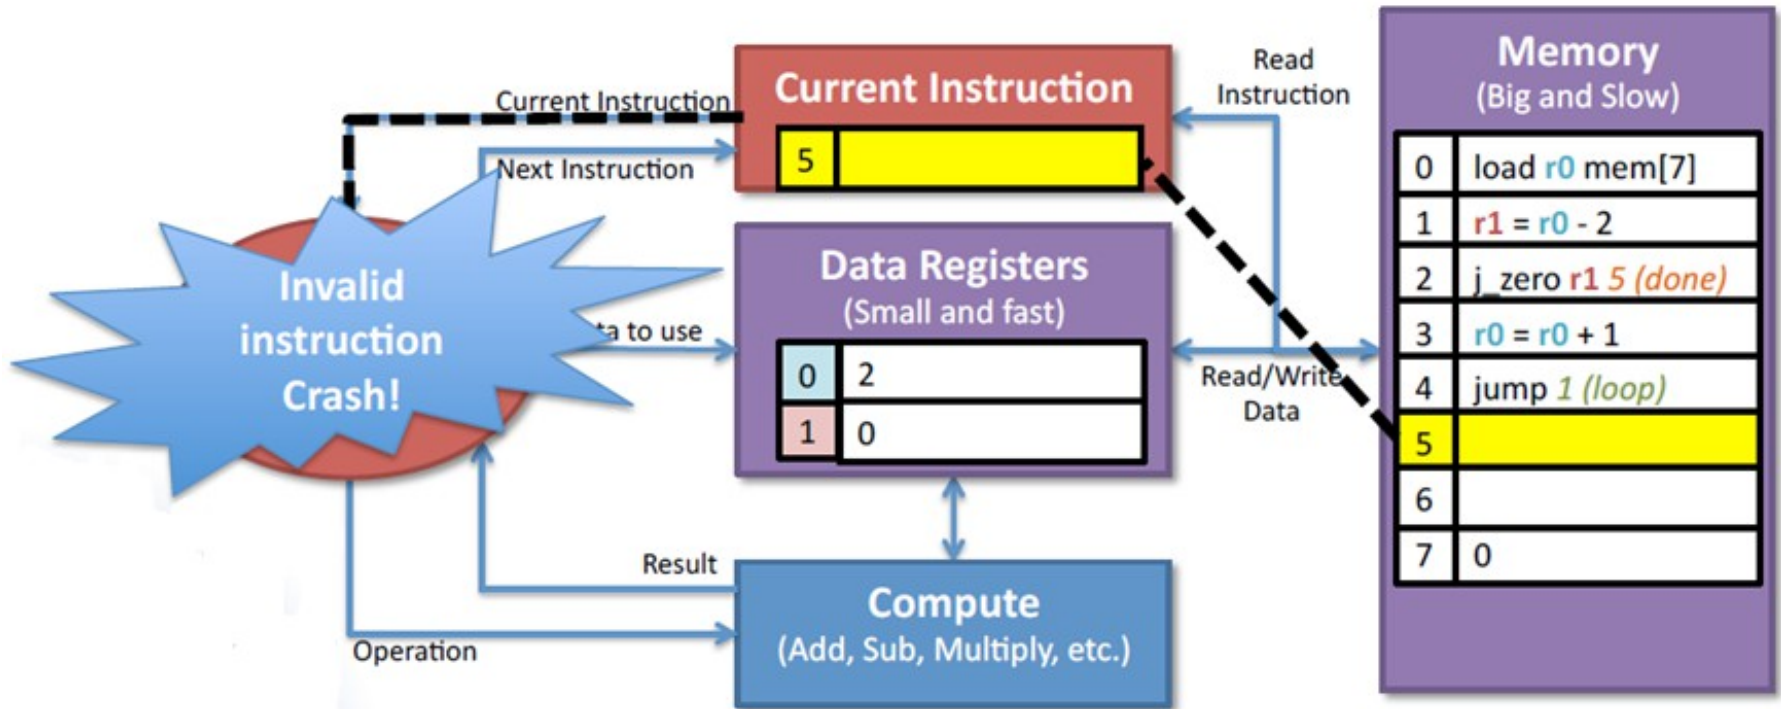 Current Instruction
Next Instruction
Invalid
instruction
Crash!
to use
Result
Operation
Current Instruction
5
Data Registers
(Small and fast)
0 2
1 0
Compute
(Add, Sub, Multiply, etc.)
Read
Instruction
Read/Write
Data
Memory
(Big and Slow)
0 load r0 mem[7]
1 r1 = r0 - 2
2 j_zero r1 5 (done)
3 r0 = r0 + 1
4 jump 1 (loop)
5
6
7 0